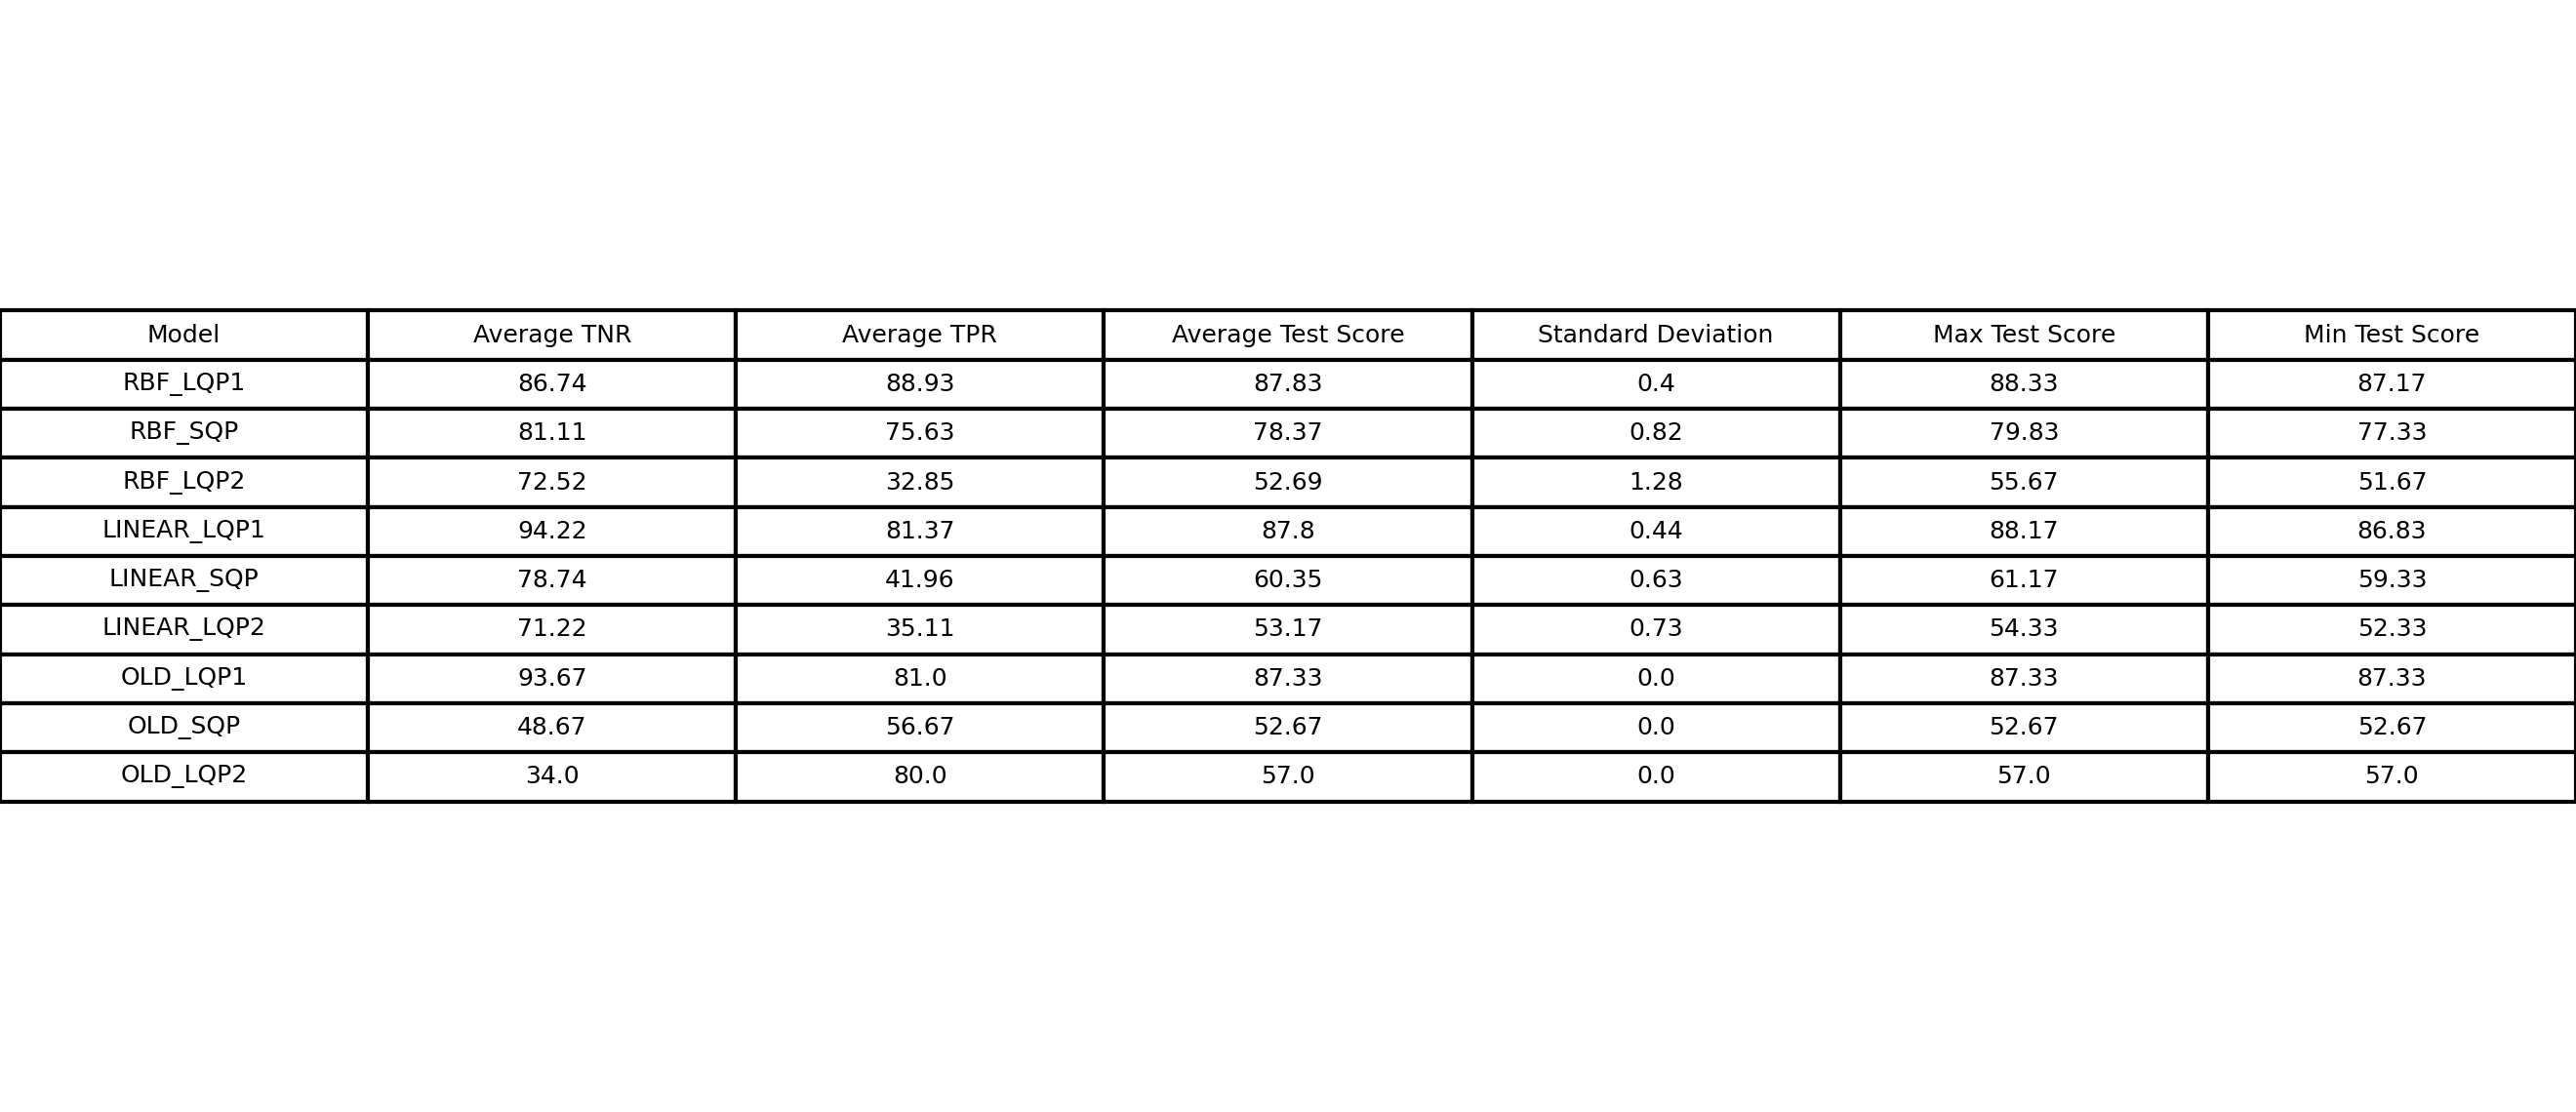 Model Average TNR Average TPR Average Test Score Standard Deviation Max Test Score Min Test Score
RBF_LQP1 86.74 88.93 87.83 0.4 88.33 87.17
RBF_SQP 81.11 75.63 78.37 0.82 79.83 77.33
RBF_LQP2 72.52 32.85 52.69 1.28 55.67 51.67
LINEAR_LQP1 94.22 81.37 87.8 0.44 88.17 86.83
LINEAR_SQP 78.74 41.96 60.35 0.63 61.17 59.33
LINEAR_LQP2 71.22 35.11 53.17 0.73 54.33 52.33
OLD_LQP1 93.67 81.0 87.33 0.0 87.33 87.33
OLD_SQP 48.67 56.67 52.67 0.0 52.67 52.67
OLD_LQP2 34.0 80.0 57.0 0.0 57.0 57.0